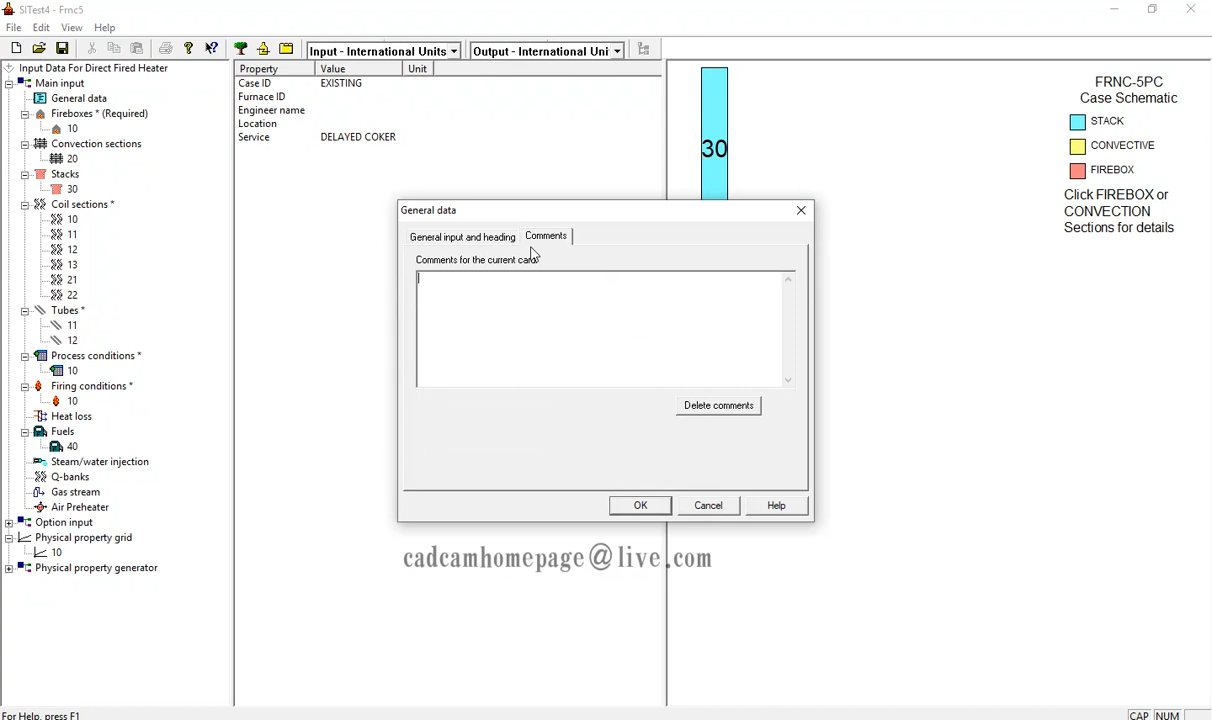 SITest4 - Frnc5
File Edit View Help
Input - International Units
Output - International Uni
Input Data For Direct Fired Heater
Main input
General data
Fireboxes * (Required)
10
Convection sections
20
Stacks
30
Coil sections *
10
11
12
13
21
22
Tubes *
11
12
Process conditions *
10
Firing conditions *
10
Heat loss
Fuels
40
Steam/water injection
Q-banks
Gas stream
Air Preheater
Option input
Physical property grid
10
Physical property generator
Property Value Unit
Case ID EXISTING
Furnace ID
Engineer name
Location
Service DELAYED COKER
30
FRNC-5PC
Case Schematic
STACK
CONVECTIVE
FIREBOX
Click FIREBOX or
CONVECTION
Sections for details
General data
General input and heading Comments
Comments for the current card
Delete comments
OK Cancel Help
cadcamhomepage@live.com
For Help, press F1
CAP NUM